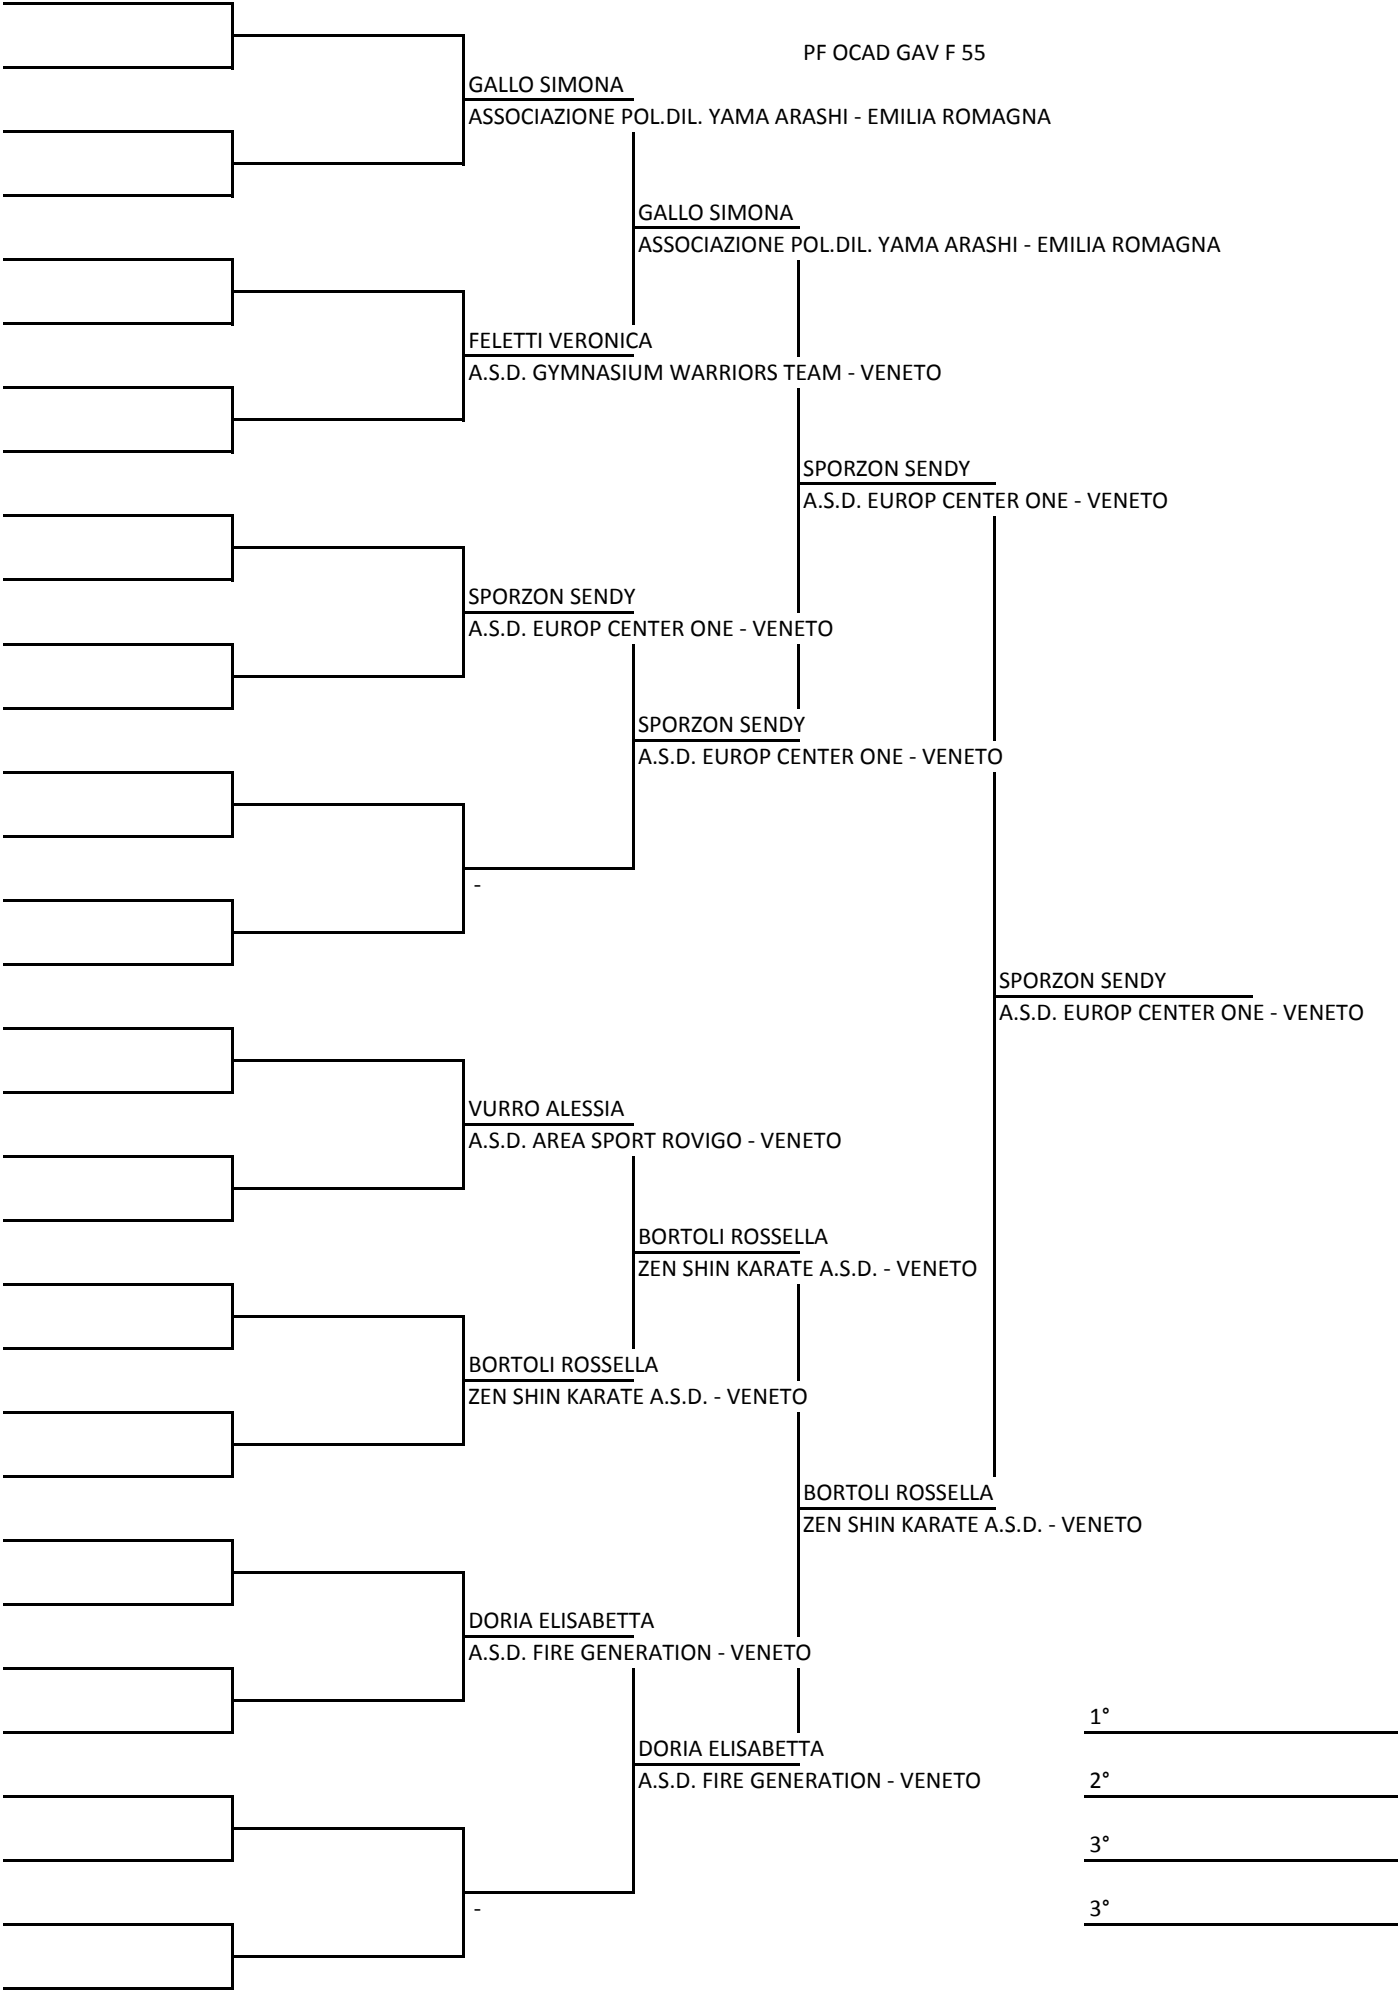 PF OCAD GAV F 55
GALLO SIMONA
ASSOCIAZIONE POL.DIL. YAMA ARASHI - EMILIA ROMAGNA
GALLO SIMONA
ASSOCIAZIONE POL.DIL. YAMA ARASHI - EMILIA ROMAGNA
FELETTI VERONICA
A.S.D. GYMNASIUM WARRIORS TEAM - VENETO
SPORZON SENDY
A.S.D. EUROP CENTER ONE - VENETO
SPORZON SENDY
A.S.D. EUROP CENTER ONE - VENETO
SPORZON SENDY
A.S.D. EUROP CENTER ONE - VENETO
-
SPORZON SENDY
A.S.D. EUROP CENTER ONE - VENETO
VURRO ALESSIA
A.S.D. AREA SPORT ROVIGO - VENETO
BORTOLI ROSSELLA
ZEN SHIN KARATE A.S.D. - VENETO
BORTOLI ROSSELLA
ZEN SHIN KARATE A.S.D. - VENETO
BORTOLI ROSSELLA
ZEN SHIN KARATE A.S.D. - VENETO
DORIA ELISABETTA
A.S.D. FIRE GENERATION - VENETO
1°
DORIA ELISABETTA
A.S.D. FIRE GENERATION - VENETO
2°
3°
-
3°